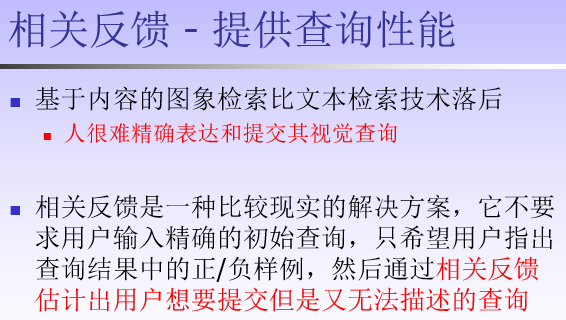 相关反馈 - 提供查询性能
基于内容的图象检索比文本检索技术落后
人很难精确表达和提交其视觉查询
相关反馈是一种比较现实的解决方案，它不要
求用户输入精确的初始查询，只希望用户指出
查询结果中的正/负样例，然后通过相关反馈
估计出用户想要提交但是又无法描述的查询